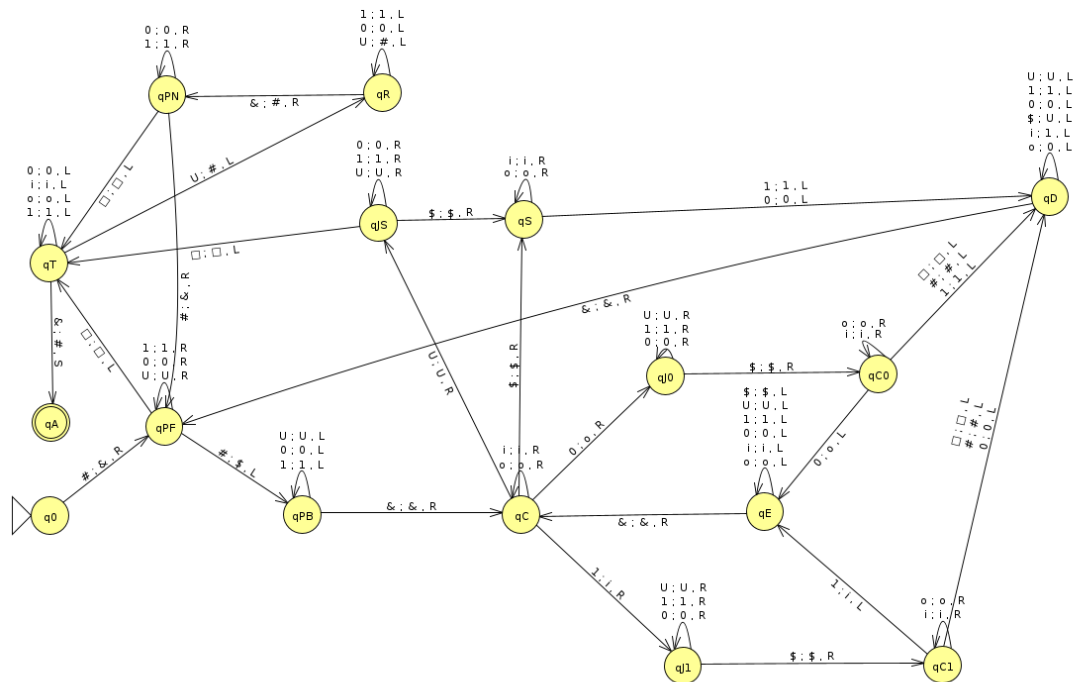 1 ; 1 , L
0 ; 0 , L
U ; # , L
0 ; 0 , R
1 ; 1 , R
qPN
qR
& ; # , R
U ; U , L
1 ; 1 , L
0 ; 0 , L
$ ; U , L
i ; 1 , L
o ; 0 , L
□ ; □ , L
U ; # , L
0 ; 0 , R
1 ; 1 , R
U ; U , R
i ; i , R
o ; o , R
0 ; 0 , L
i ; i , L
o ; o , L
1 ; 1 , L
1 ; 1 , L
0 ; 0 , L
qD
qJS
$ ; $ , R
qS
□ ; □ , L
qT
# ; & , R
□ ; □ , L
# ; # , L
1 ; 1 , L
& ; & , R
& ; # , S
□ ; □ , L
1 ; 1 , R
0 ; 0 , R
U ; U , R
U ; U , R
$ ; $ , R
U ; U , R
1 ; 1 , R
0 ; 0 , R
o ; o , R
i ; i , R
qJ0
$ ; $ , R
qC0
$ ; $ , L
U ; U , L
1 ; 1 , L
0 ; 0 , L
i ; i , L
o ; o , L
qA
qPF
0 ; o , R
0 ; o , L
□ ; □ , L
# ; # , L
0 ; 0 , L
# ; & , R
# ; $ , L
U ; U , L
0 ; 0 , L
1 ; 1 , L
i ; i , R
o ; o , R
q0
qPB
& ; & , R
qC
& ; & , R
qE
1 ; i , R
1 ; i , L
U ; U , R
1 ; 1 , R
0 ; 0 , R
o ; o , R
i ; i , R
qJ1
$ ; $ , R
qC1